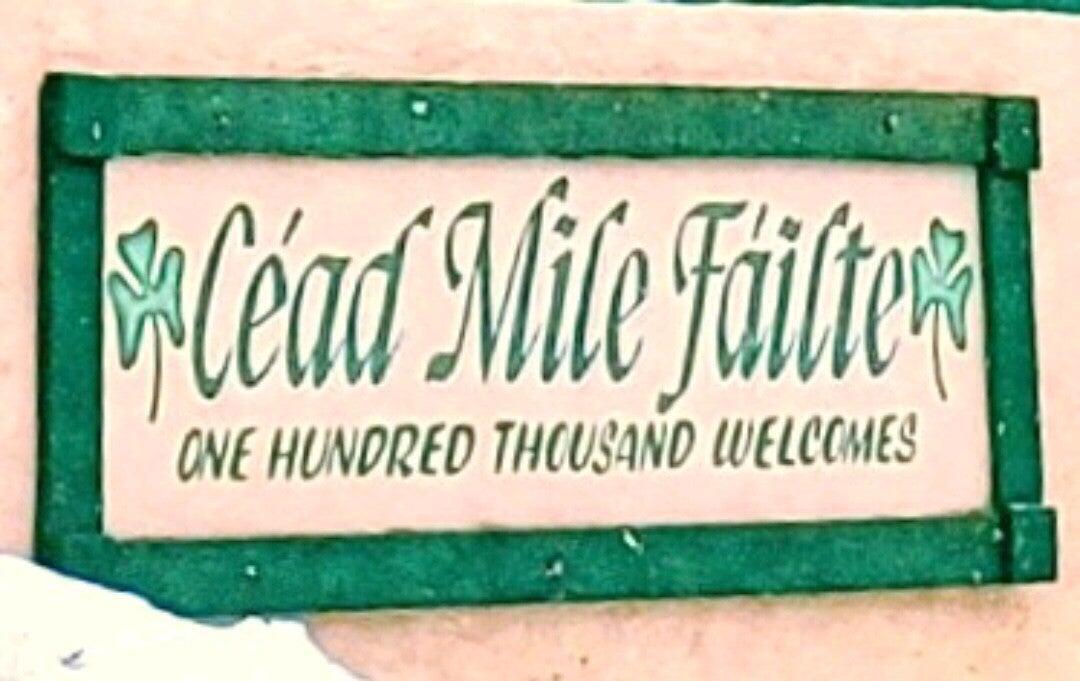 Céad Míle Fáilte
ONE HUNDRED THOUSAND WELCOMES